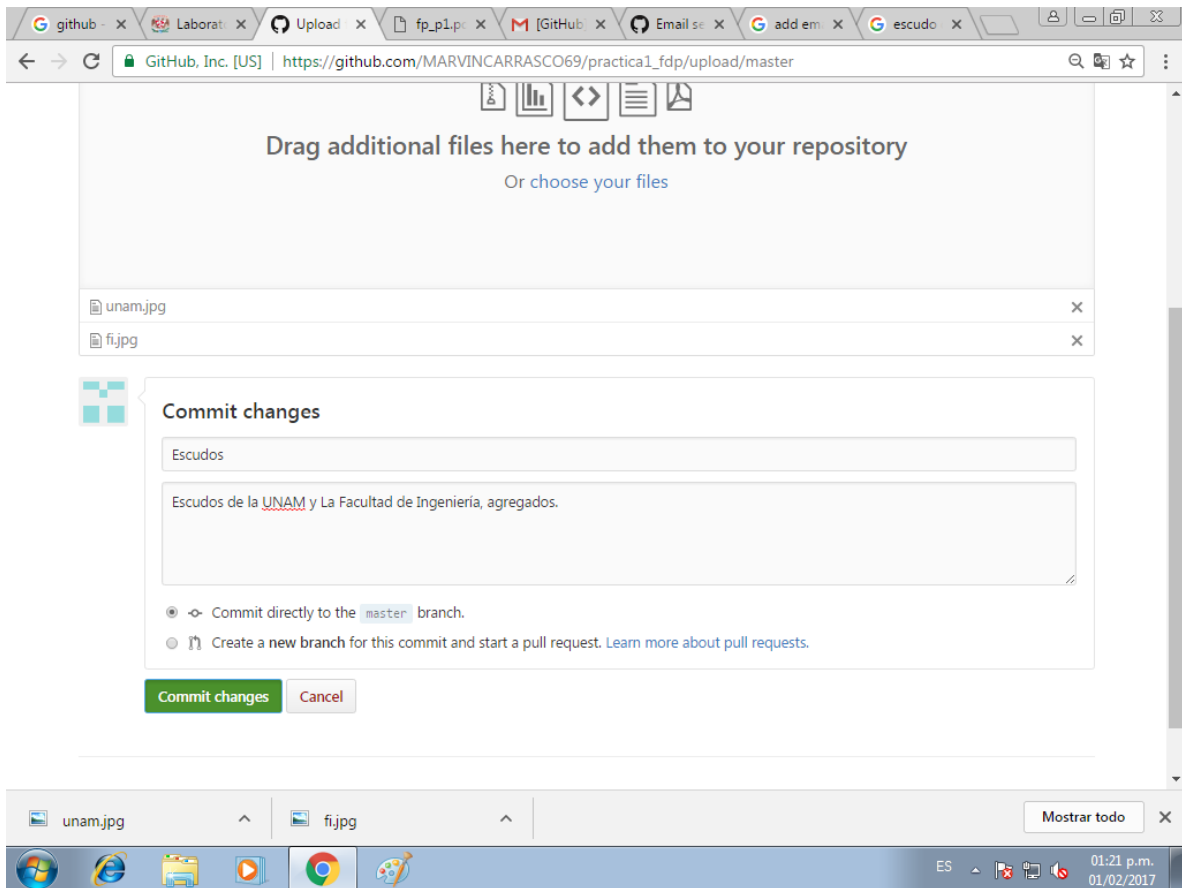 github -
Laborato
Upload
fp_p1.pc
[GitHub]
Email se
add em
escudo
GitHub, Inc. [US] | https://github.com/MARVINCARRASCO69/practica1_fdp/upload/master
Drag additional files here to add them to your repository
Or choose your files
unam.jpg
fi.jpg
Commit changes
Escudos
Escudos de la UNAM y La Facultad de Ingeniería, agregados.
Commit directly to the master branch.
Create a new branch for this commit and start a pull request. Learn more about pull requests.
Commit changes
Cancel
unam.jpg
fi.jpg
Mostrar todo
ES
01:21 p.m.
01/02/2017